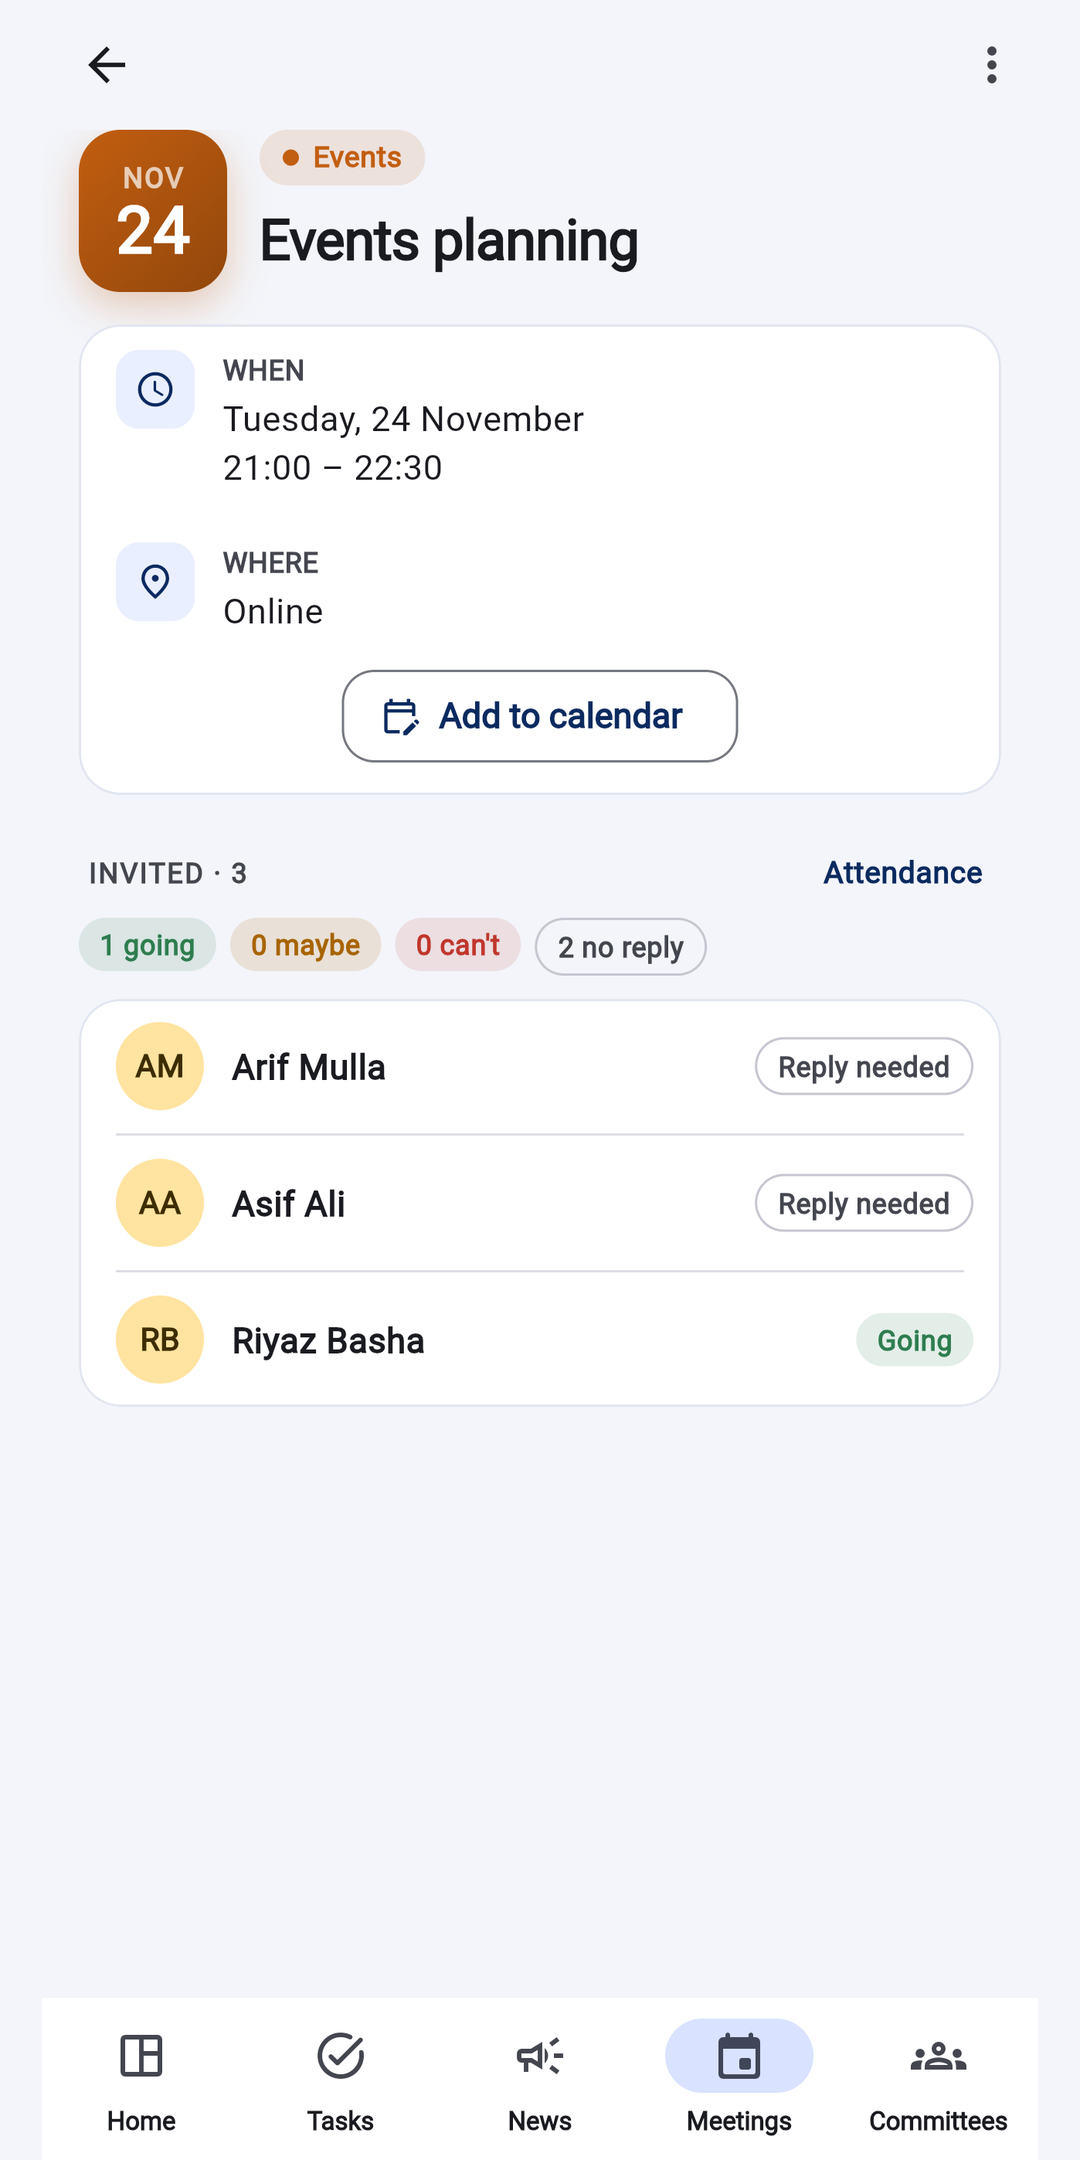 NOV
24
Events
Events planning
WHEN
Tuesday, 24 November
21:00 – 22:30
WHERE
Online
Add to calendar
INVITED · 3
Attendance
1 going
0 maybe
0 can't
2 no reply
AM
Arif Mulla
Reply needed
AA
Asif Ali
Reply needed
RB
Riyaz Basha
Going
Home
Tasks
News
Meetings
Committees